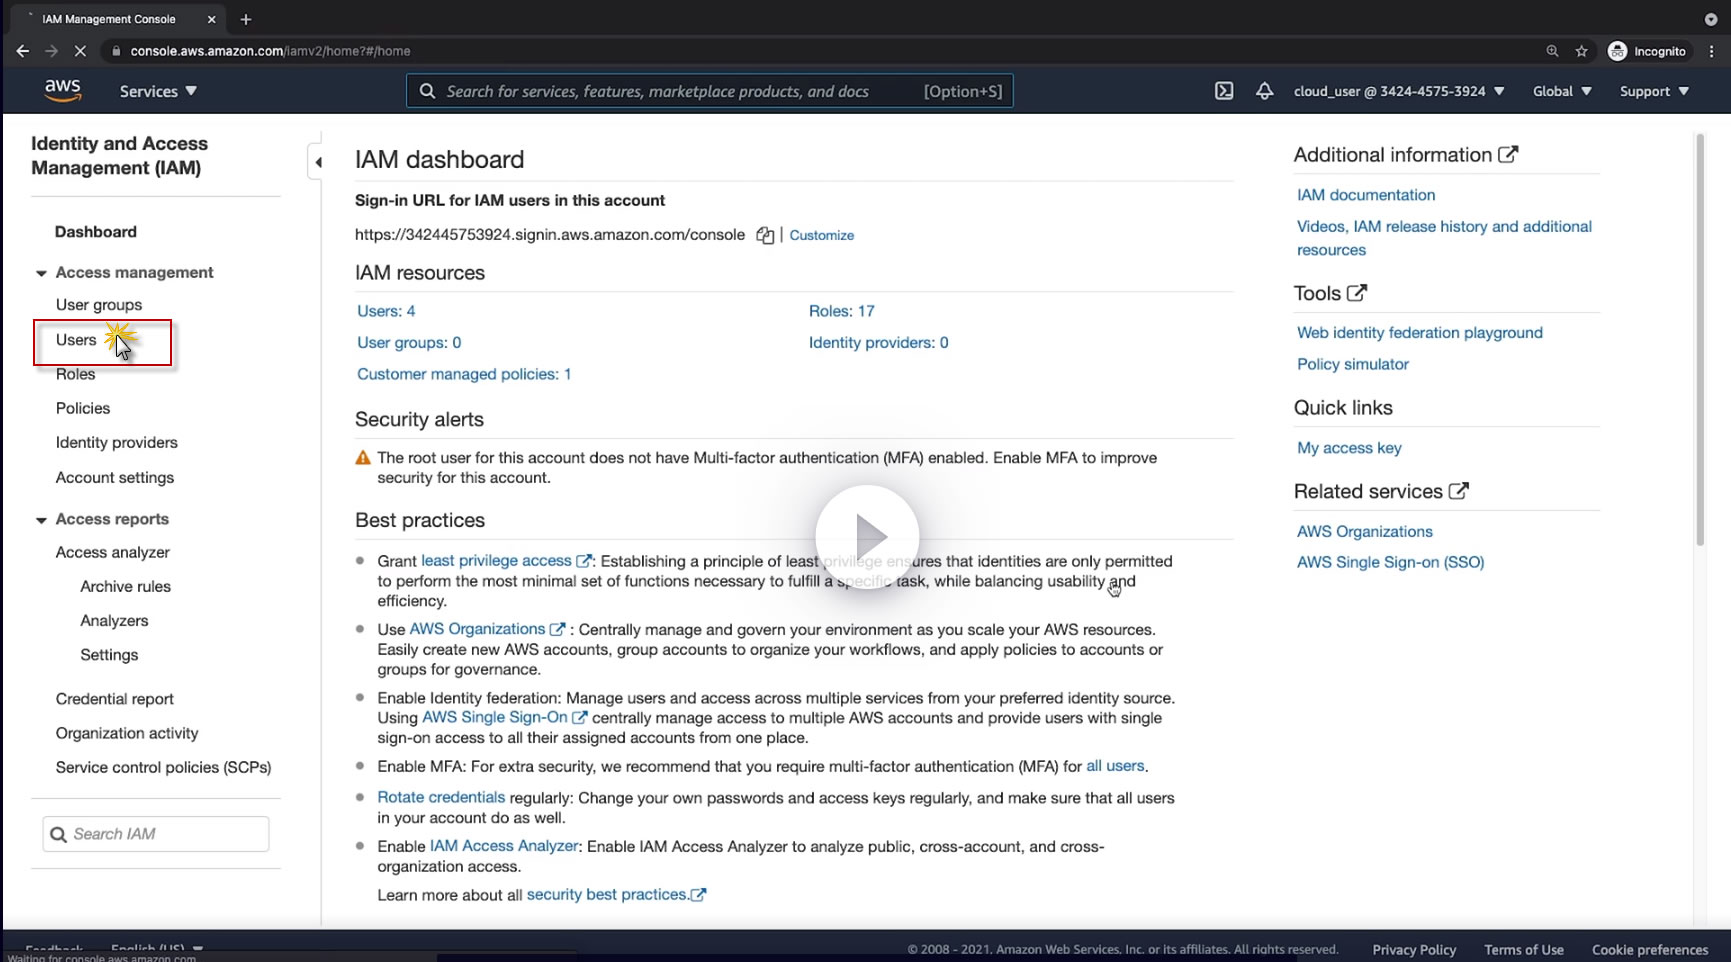 IAM Management Console
console.aws.amazon.com/iamv2/home?#/home
Incognito
aws
Services
Search for services, features, marketplace products, and docs [Option+S]
cloud_user @ 3424-4575-3924
Global
Support
Identity and Access
Management (IAM)
Dashboard
Access management
User groups
Users
Roles
Policies
Identity providers
Account settings
Access reports
Access analyzer
Archive rules
Analyzers
Settings
Credential report
Organization activity
Service control policies (SCPs)
Search IAM
IAM dashboard
Sign-in URL for IAM users in this account
https://342445753924.signin.aws.amazon.com/console | Customize
IAM resources
Users: 4
Roles: 17
User groups: 0
Identity providers: 0
Customer managed policies: 1
Security alerts
The root user for this account does not have Multi-factor authentication (MFA) enabled. Enable MFA to improve
security for this account.
Best practices
Grant least privilege access : Establishing a principle of least privilege ensures that identities are only permitted
to perform the most minimal set of functions necessary to fulfill a specific task, while balancing usability and
efficiency.
Use AWS Organizations : Centrally manage and govern your environment as you scale your AWS resources.
Easily create new AWS accounts, group accounts to organize your workflows, and apply policies to accounts or
groups for governance.
Enable Identity federation: Manage users and access across multiple services from your preferred identity source.
Using AWS Single Sign-On centrally manage access to multiple AWS accounts and provide users with single
sign-on access to all their assigned accounts from one place.
Enable MFA: For extra security, we recommend that you require multi-factor authentication (MFA) for all users.
Rotate credentials regularly: Change your own passwords and access keys regularly, and make sure that all users
in your account do as well.
Enable IAM Access Analyzer: Enable IAM Access Analyzer to analyze public, cross-account, and cross-
organization access.
Learn more about all security best practices.
Additional information
IAM documentation
Videos, IAM release history and additional
resources
Tools
Web identity federation playground
Policy simulator
Quick links
My access key
Related services
AWS Organizations
AWS Single Sign-on (SSO)
Feedback
English (US)
© 2008 - 2021, Amazon Web Services, Inc. or its affiliates. All rights reserved.
Privacy Policy
Terms of Use
Cookie preferences
Waiting for console.aws.amazon.com